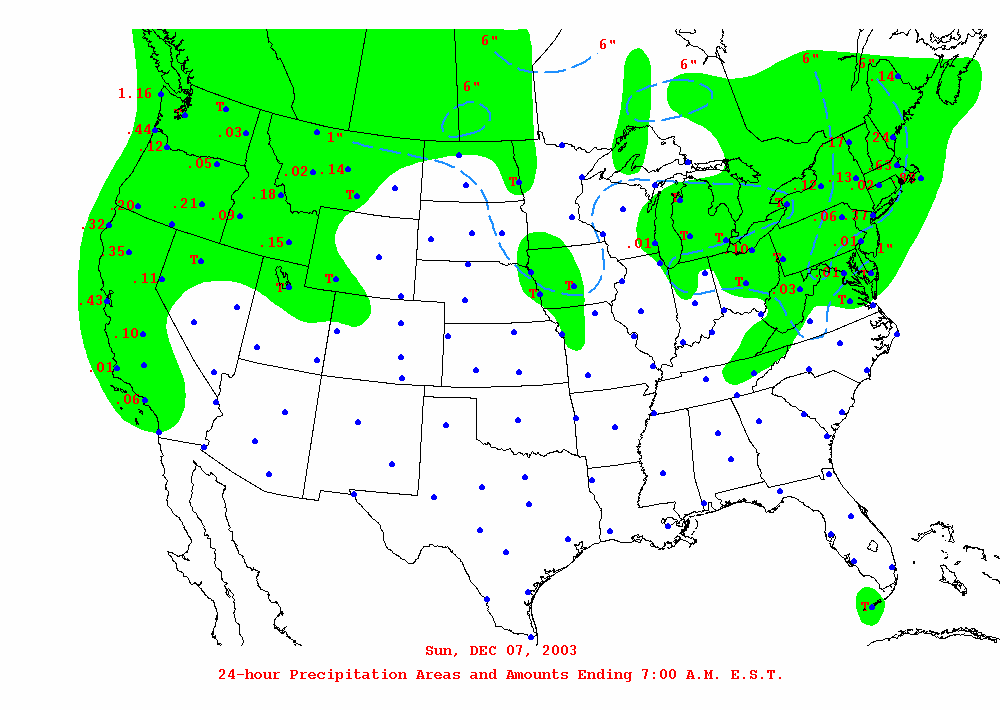 6" 6"
6" 6" 6"
6"
1.16 T .14
.44 .03 1" .24
.12 .17
.05 .02 .14 .63
T .13 .02
.18 T .12
.20 .21 T T
.32 .09 .06 .37
.35 .15 .01 T T .10 .01 1"
T T
.11 T T T .01 T
T T .03 T
.43
.10
.01
.06
T
Sun, DEC 07, 2003
24-hour Precipitation Areas and Amounts Ending 7:00 A.M. E.S.T.